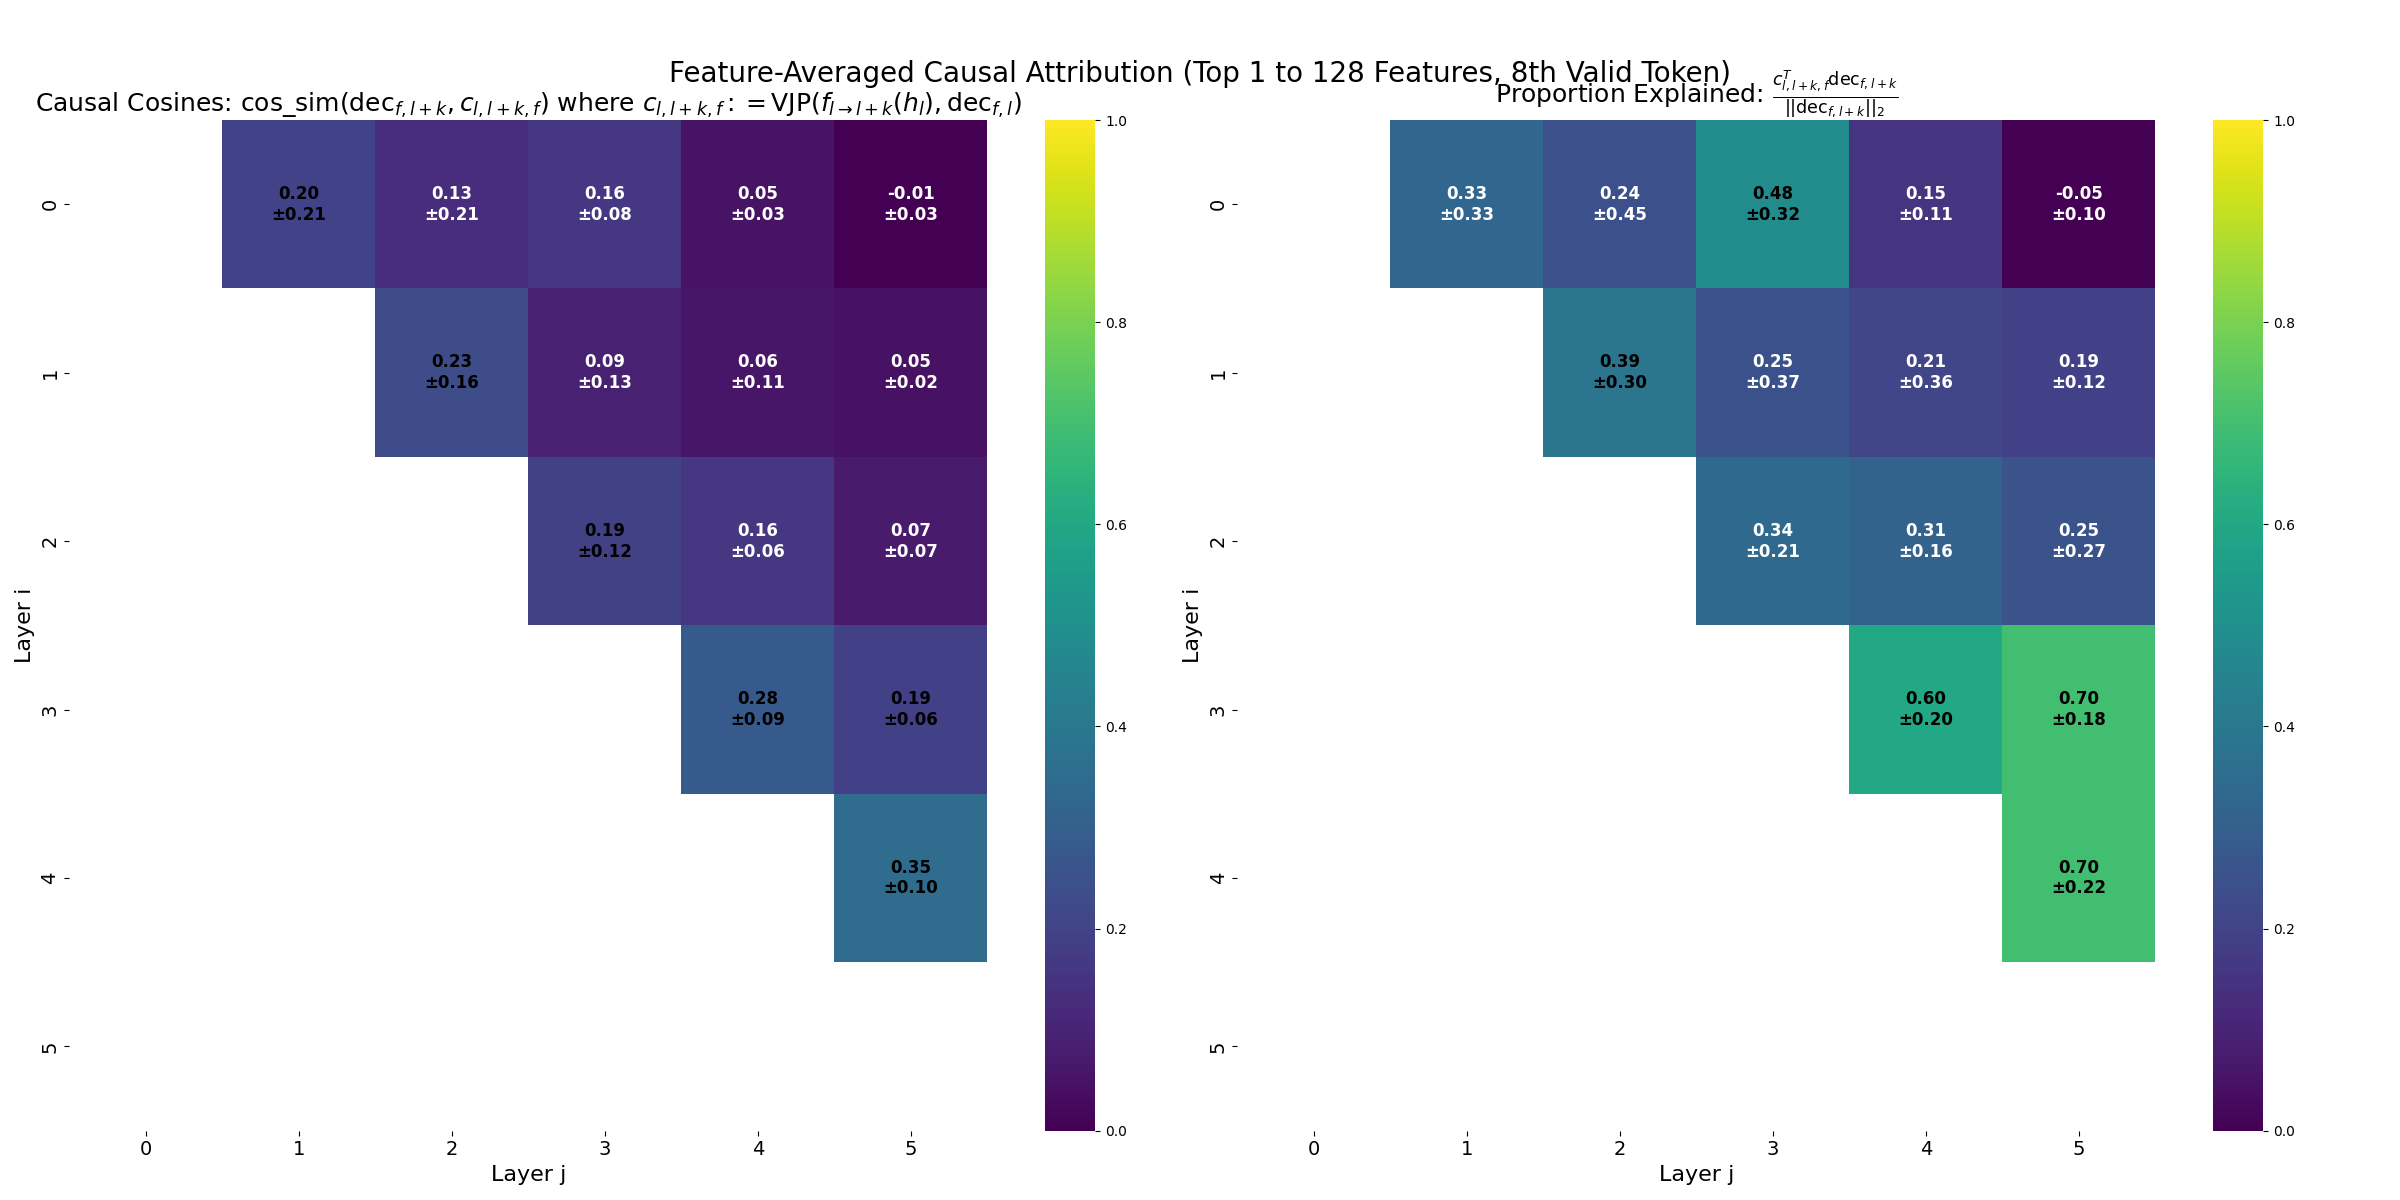 Feature-Averaged Causal Attribution (Top 1 to 128 Features, 8th Valid Token)
Causal Cosines: cos_sim(dec_{f, l+k}, c_{l, l+k, f}) where c_{l, l+k, f} := VJP(f_{l→l+k}(h_l), dec_{f, l})
0.20 0.13 0.16 0.05 -0.01
±0.21 ±0.21 ±0.08 ±0.03 ±0.03
0.23 0.09 0.06 0.05
±0.16 ±0.13 ±0.11 ±0.02
0.19 0.16 0.07
±0.12 ±0.06 ±0.07
0.28 0.19
±0.09 ±0.06
0.35
±0.10
0
1
2
3
4
5
Layer i
0 1 2 3 4 5
Layer j
1.0
0.8
0.6
0.4
0.2
0.0
Proportion Explained: \frac{c^T_{l, l+k, f} dec_{f, l+k}}{||dec_{f, l+k}||_2}
0.33 0.24 0.48 0.15 -0.05
±0.33 ±0.45 ±0.32 ±0.11 ±0.10
0.39 0.25 0.21 0.19
±0.30 ±0.37 ±0.36 ±0.12
0.34 0.31 0.25
±0.21 ±0.16 ±0.27
0.60 0.70
±0.20 ±0.18
0.70
±0.22
0
1
2
3
4
5
Layer i
0 1 2 3 4 5
Layer j
1.0
0.8
0.6
0.4
0.2
0.0